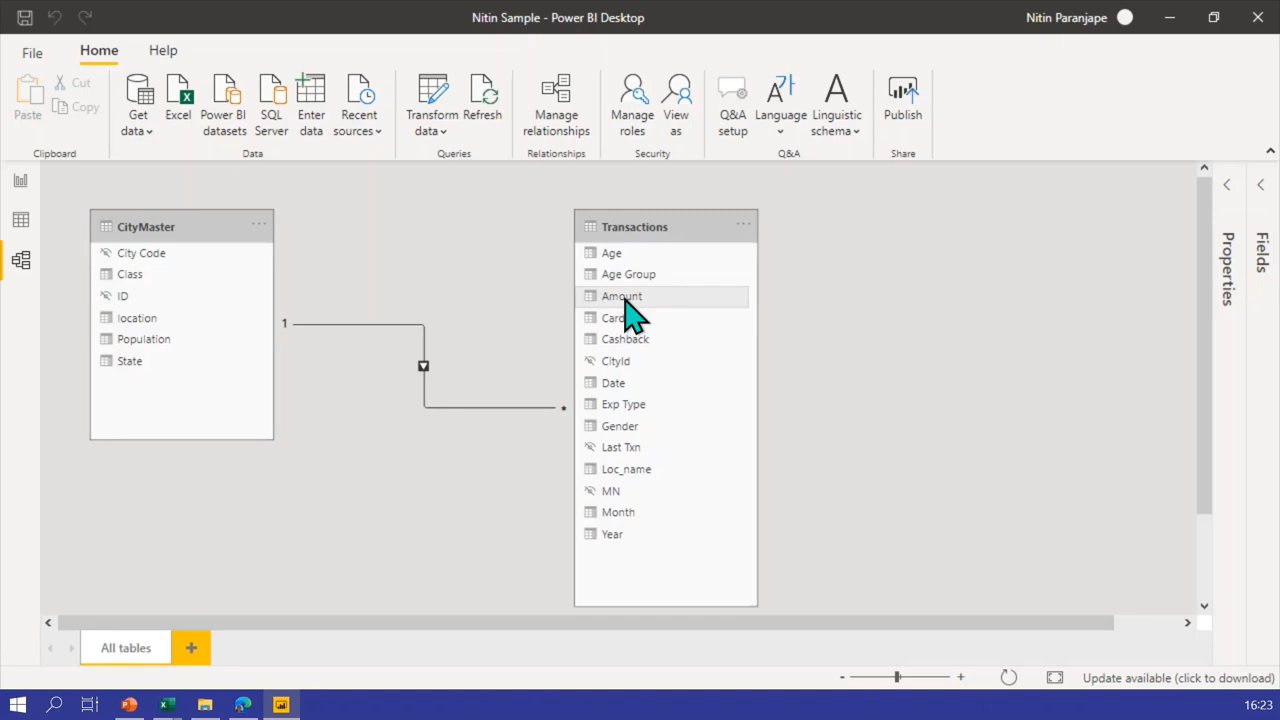 Nitin Sample - Power BI Desktop
Nitin Paranjape
File
Home
Help
Paste
Cut
Copy
Get data
Excel
Power BI datasets
SQL Server
Enter data
Recent sources
Transform data
Refresh
Manage relationships
Manage roles
View as
Q&A setup
Language
Linguistic schema
Publish
Clipboard
Data
Queries
Relationships
Security
Q&A
Share
CityMaster
City Code
Class
ID
location
Population
State
1
*
Transactions
Age
Age Group
Amount
Card
Cashback
CityId
Date
Exp Type
Gender
Last Txn
Loc_name
MN
Month
Year
Properties
Fields
All tables
+
- +
Update available (click to download)
16:23